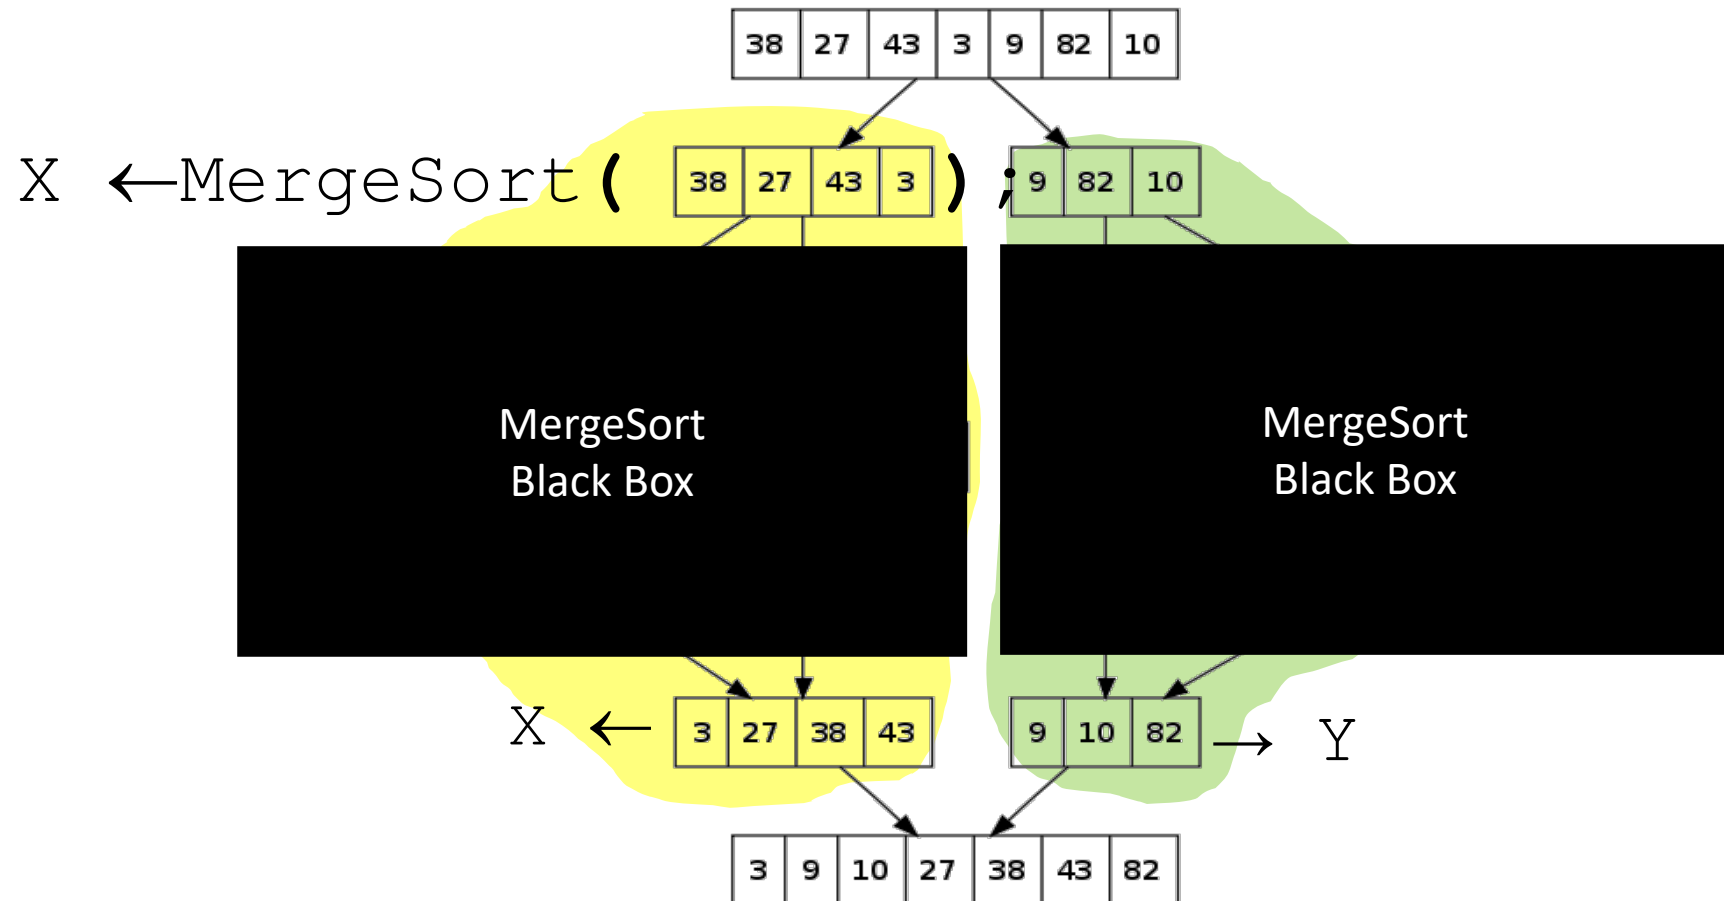 38 27 43 3 9 82 10
X ←MergeSort( 38 27 43 3 ); 9 82 10
MergeSort
Black Box
MergeSort
Black Box
X ← 3 27 38 43
9 10 82 → Y
3 9 10 27 38 43 82